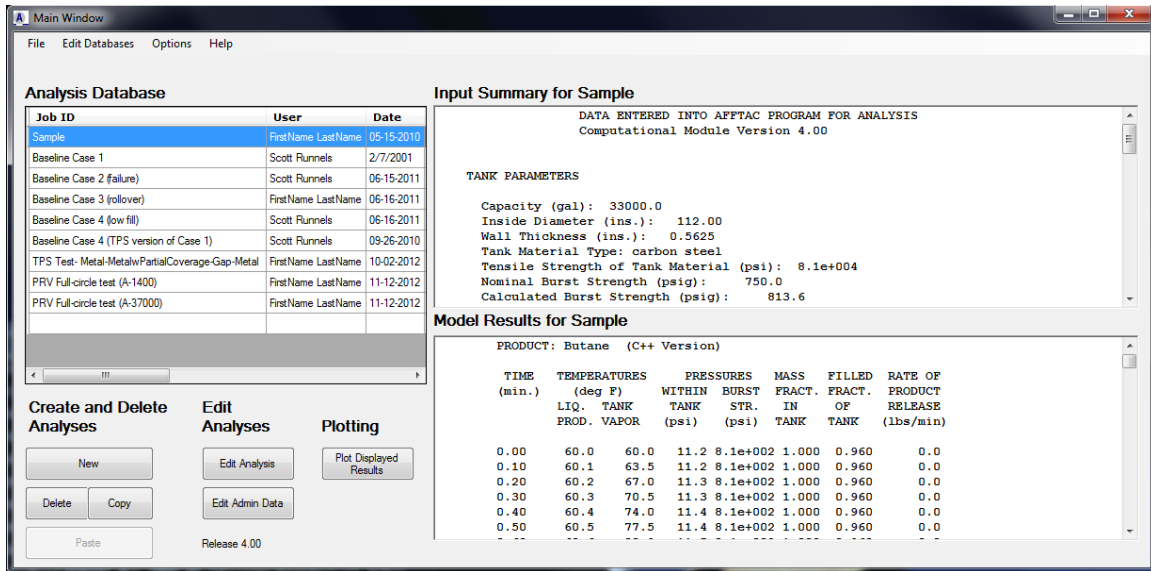 Main Window
File Edit Databases Options Help
Analysis Database
Job ID User Date
Sample FirstName LastName 05-15-2010
Baseline Case 1 Scott Runnels 2/7/2001
Baseline Case 2 (failure) Scott Runnels 06-15-2011
Baseline Case 3 (rollover) FirstName LastName 06-16-2011
Baseline Case 4 (low fill) Scott Runnels 06-16-2011
Baseline Case 4 (TPS version of Case 1) Scott Runnels 09-26-2010
TPS Test- Metal-MetalwPartialCoverage-Gap-Metal FirstName LastName 10-02-2012
PRV Full-circle test (A-1400) FirstName LastName 11-12-2012
PRV Full-circle test (A-37000) FirstName LastName 11-12-2012
Create and Delete Analyses
New
Delete Copy
Paste
Edit Analyses
Edit Analysis
Edit Admin Data
Release 4.00
Plotting
Plot Displayed Results
Input Summary for Sample
DATA ENTERED INTO AFFTAC PROGRAM FOR ANALYSIS
Computational Module Version 4.00
TANK PARAMETERS
Capacity (gal): 33000.0
Inside Diameter (ins.): 112.00
Wall Thickness (ins.): 0.5625
Tank Material Type: carbon steel
Tensile Strength of Tank Material (psi): 8.1e+004
Nominal Burst Strength (psig): 750.0
Calculated Burst Strength (psig): 813.6
Model Results for Sample
PRODUCT: Butane (C++ Version)
TIME TEMPERATURES PRESSURES MASS FILLED RATE OF
(min.) (deg F) WITHIN BURST FRACT. FRACT. PRODUCT
LIQ. TANK TANK STR. IN OF RELEASE
PROD. VAPOR (psi) (psi) TANK TANK (lbs/min)
0.00 60.0 60.0 11.2 8.1e+002 1.000 0.960 0.0
0.10 60.1 63.5 11.2 8.1e+002 1.000 0.960 0.0
0.20 60.2 67.0 11.3 8.1e+002 1.000 0.960 0.0
0.30 60.3 70.5 11.3 8.1e+002 1.000 0.960 0.0
0.40 60.4 74.0 11.4 8.1e+002 1.000 0.960 0.0
0.50 60.5 77.5 11.4 8.1e+002 1.000 0.960 0.0